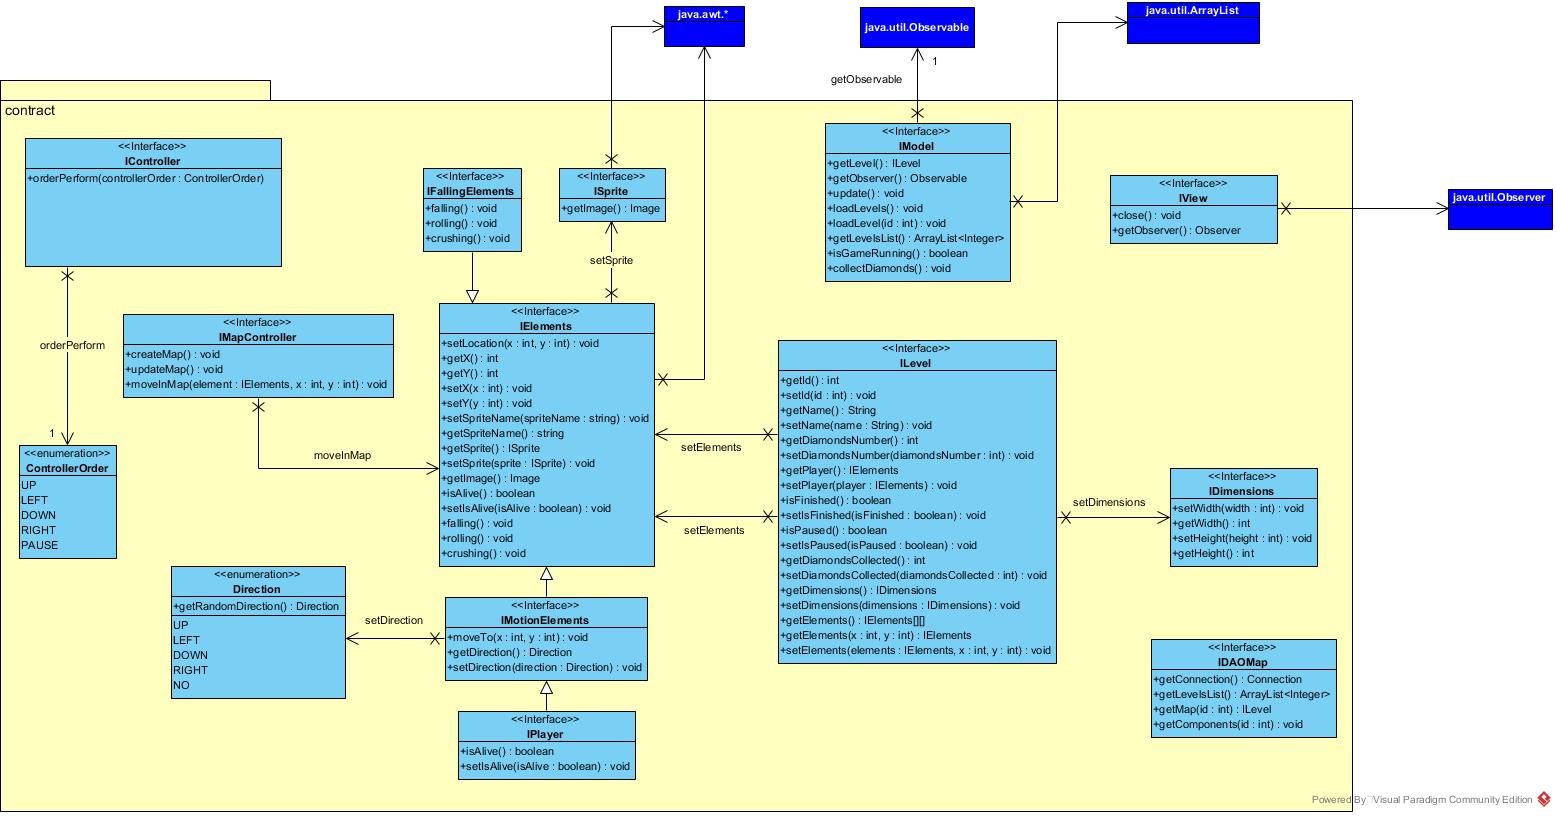 java.awt.*
java.util.Observable
java.util.ArrayList
getObservable
1
contract
<<Interface>>
IController
+orderPerform(controllerOrder : ControllerOrder)
<<Interface>>
IFallingElements
+falling() : void
+rolling() : void
+crushing() : void
<<Interface>>
ISprite
+getImage() : Image
<<Interface>>
IModel
+getLevel() : ILevel
+getObserver() : Observable
+update() : void
+loadLevels() : void
+loadLevel(id : int) : void
+getLevelsList() : ArrayList<Integer>
+isGameRunning() : boolean
+collectDiamonds() : void
<<Interface>>
IView
+close() : void
+getObserver() : Observer
java.util.Observer
setSprite
orderPerform
1
<<Interface>>
IMapController
+createMap() : void
+updateMap() : void
+moveInMap(element : IElements, x : int, y : int) : void
moveInMap
<<Interface>>
IElements
+setLocation(x : int, y : int) : void
+getX() : int
+getY() : int
+setX(x : int) : void
+setY(y : int) : void
+setSpriteName(spriteName : string) : void
+getSpriteName() : string
+getSprite() : ISprite
+setSprite(sprite : ISprite) : void
+getImage() : Image
+isAlive() : boolean
+setIsAlive(isAlive : boolean) : void
+falling() : void
+rolling() : void
+crushing() : void
setElements
setElements
<<Interface>>
ILevel
+getId() : int
+setId(id : int) : void
+getName() : String
+setName(name : String) : void
+getDiamondsNumber() : int
+setDiamondsNumber(diamondsNumber : int) : void
+getPlayer() : IElements
+setPlayer(player : IElements) : void
+isFinished() : boolean
+setIsFinished(isFinished : boolean) : void
+isPaused() : boolean
+setIsPaused(isPaused : boolean) : void
+getDiamondsCollected() : int
+setDiamondsCollected(diamondsCollected : int) : void
+getDimensions() : IDimensions
+setDimensions(dimensions : IDimensions) : void
+getElements() : IElements[][]
+getElements(x : int, y : int) : IElements
+setElements(elements : IElements, x : int, y : int) : void
setDimensions
<<Interface>>
IDimensions
+setWidth(width : int) : void
+getWidth() : int
+setHeight(height : int) : void
+getHeight() : int
<<enumeration>>
ControllerOrder
UP
LEFT
DOWN
RIGHT
PAUSE
<<enumeration>>
Direction
+getRandomDirection() : Direction
UP
LEFT
DOWN
RIGHT
NO
setDirection
<<Interface>>
IMotionElements
+moveTo(x : int, y : int) : void
+getDirection() : Direction
+setDirection(direction : Direction) : void
<<Interface>>
IPlayer
+isAlive() : boolean
+setIsAlive(isAlive : boolean) : void
<<Interface>>
IDAOMap
+getConnection() : Connection
+getLevelsList() : ArrayList<Integer>
+getMap(id : int) : ILevel
+getComponents(id : int) : void
Powered By Visual Paradigm Community Edition